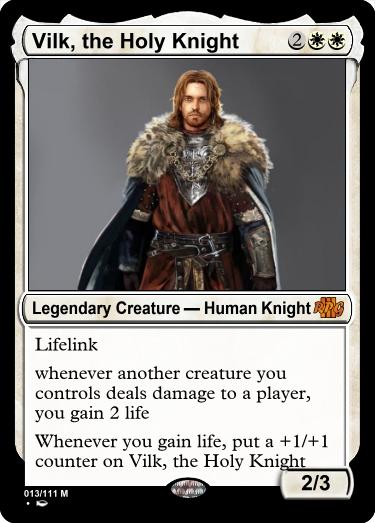 Vilk, the Holy Knight 2
Legendary Creature — Human Knight RPG
Lifelink
whenever another creature you
controls deals damage to a player,
you gain 2 life
Whenever you gain life, put a +1/+1
counter on Vilk, the Holy Knight
2/3
013/111 M